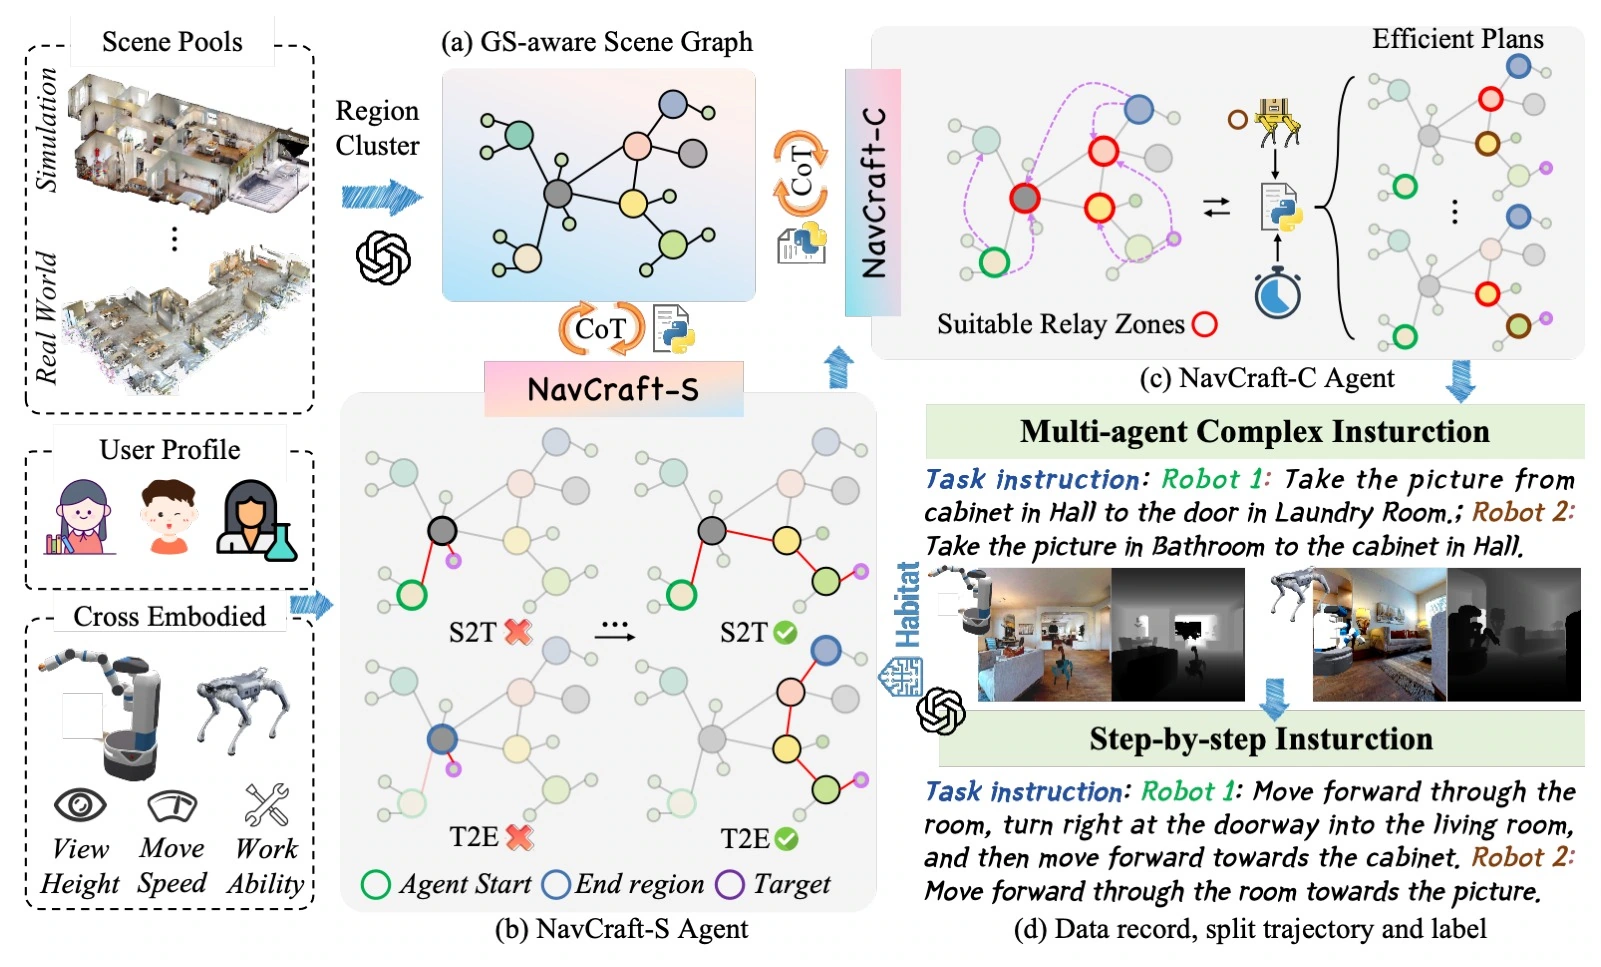 Scene Pools
Simulation
Real World
User Profile
Cross Embodied
View
Height
Move
Speed
Work
Ability
Region
Cluster
(a) GS-aware Scene Graph
CoT
NavCraft-S
S2T
S2T
T2E
T2E
Agent Start
End region
Target
(b) NavCraft-S Agent
CoT
NavCraft-C
Efficient Plans
Suitable Relay Zones
(c) NavCraft-C Agent
Multi-agent Complex Insturction
Task instruction: Robot 1: Take the picture from
cabinet in Hall to the door in Laundry Room.; Robot 2:
Take the picture in Bathroom to the cabinet in Hall.
Habitat
Step-by-step Insturction
Task instruction: Robot 1: Move forward through the
room, turn right at the doorway into the living room,
and then move forward towards the cabinet. Robot 2:
Move forward through the room towards the picture.
(d) Data record, split trajectory and label